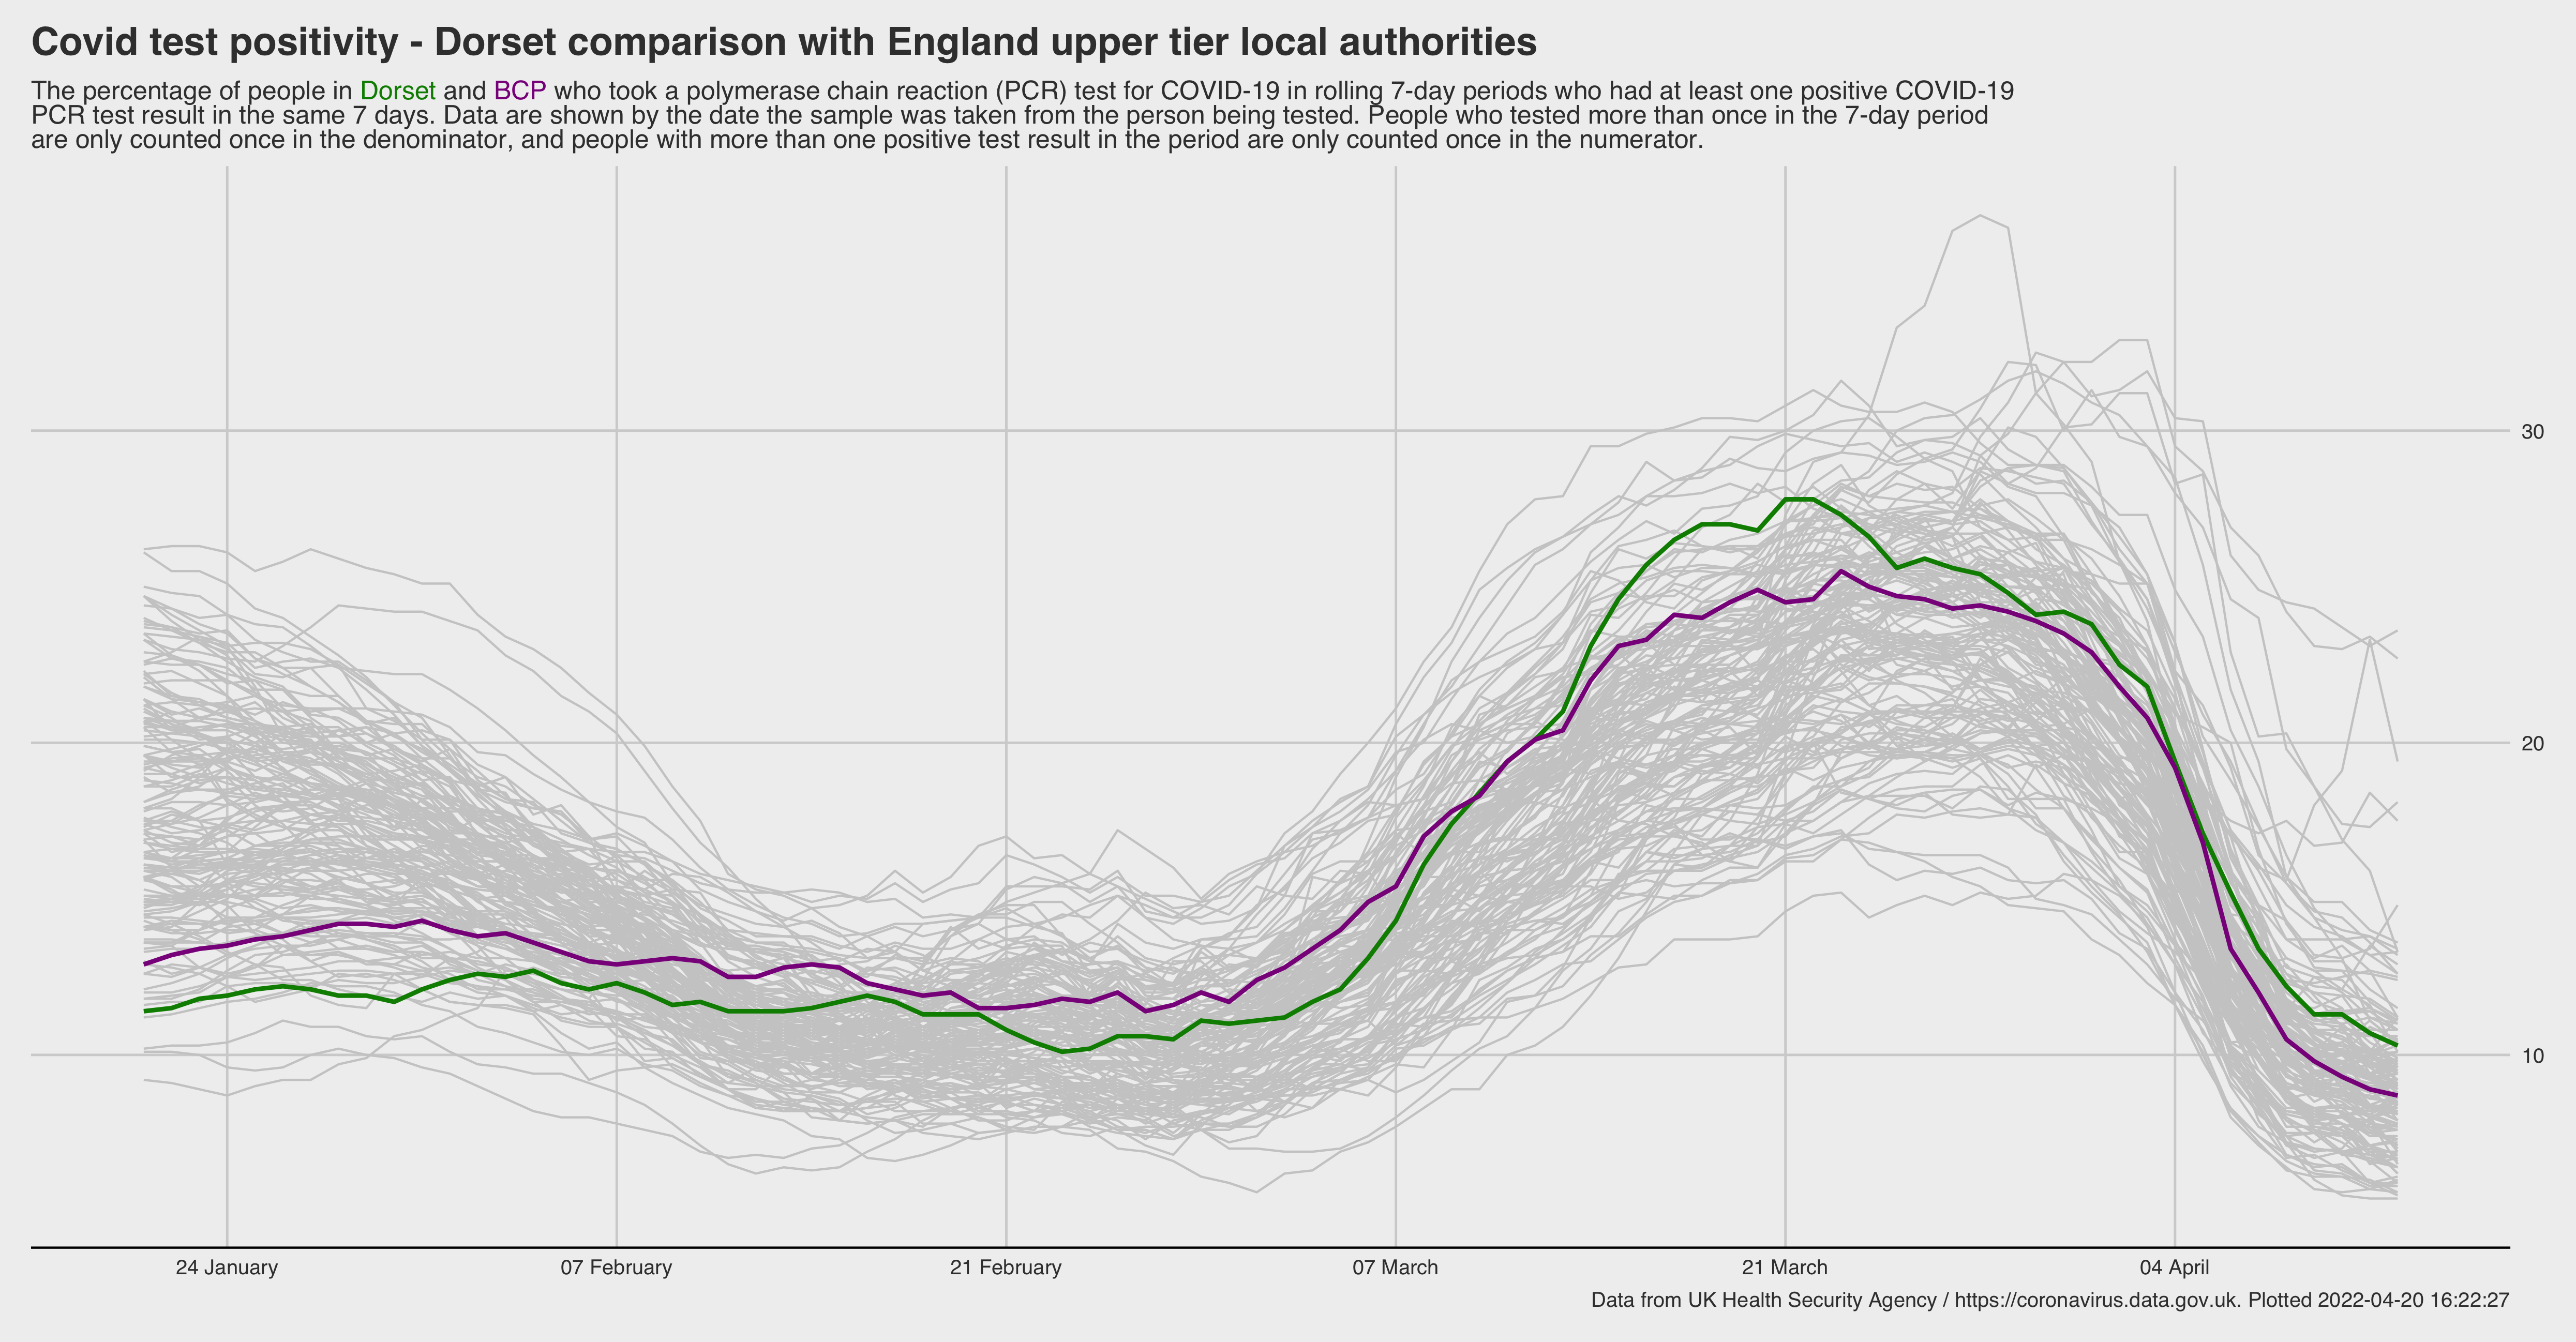 Covid test positivity - Dorset comparison with England upper tier local authorities
The percentage of people in Dorset and BCP who took a polymerase chain reaction (PCR) test for COVID-19 in rolling 7-day periods who had at least one positive COVID-19
PCR test result in the same 7 days. Data are shown by the date the sample was taken from the person being tested. People who tested more than once in the 7-day period
are only counted once in the denominator, and people with more than one positive test result in the period are only counted once in the numerator.
30
20
10
24 January
07 February
21 February
07 March
21 March
04 April
Data from UK Health Security Agency / https://coronavirus.data.gov.uk. Plotted 2022-04-20 16:22:27